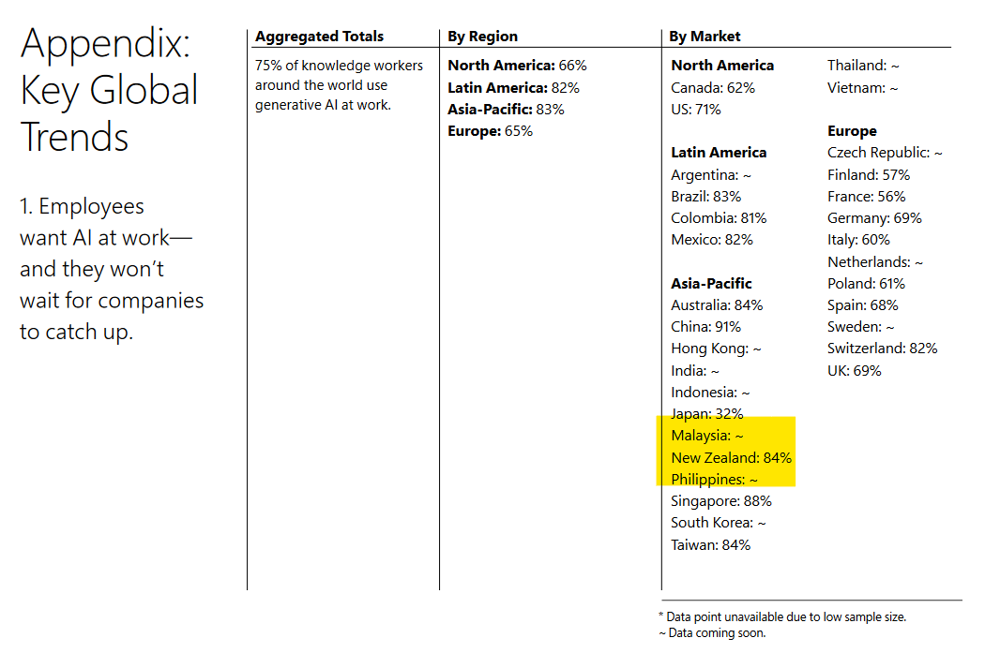 Appendix:
Key Global
Trends
1. Employees
want AI at work—
and they won’t
wait for companies
to catch up.
Aggregated Totals
75% of knowledge workers
around the world use
generative AI at work.
By Region
North America: 66%
Latin America: 82%
Asia-Pacific: 83%
Europe: 65%
By Market
North America
Canada: 62%
US: 71%
Latin America
Argentina: ~
Brazil: 83%
Colombia: 81%
Mexico: 82%
Asia-Pacific
Australia: 84%
China: 91%
Hong Kong: ~
India: ~
Indonesia: ~
Japan: 32%
Malaysia: ~
New Zealand: 84%
Philippines: ~
Singapore: 88%
South Korea: ~
Taiwan: 84%
Thailand: ~
Vietnam: ~
Europe
Czech Republic: ~
Finland: 57%
France: 56%
Germany: 69%
Italy: 60%
Netherlands: ~
Poland: 61%
Spain: 68%
Sweden: ~
Switzerland: 82%
UK: 69%
* Data point unavailable due to low sample size.
~ Data coming soon.